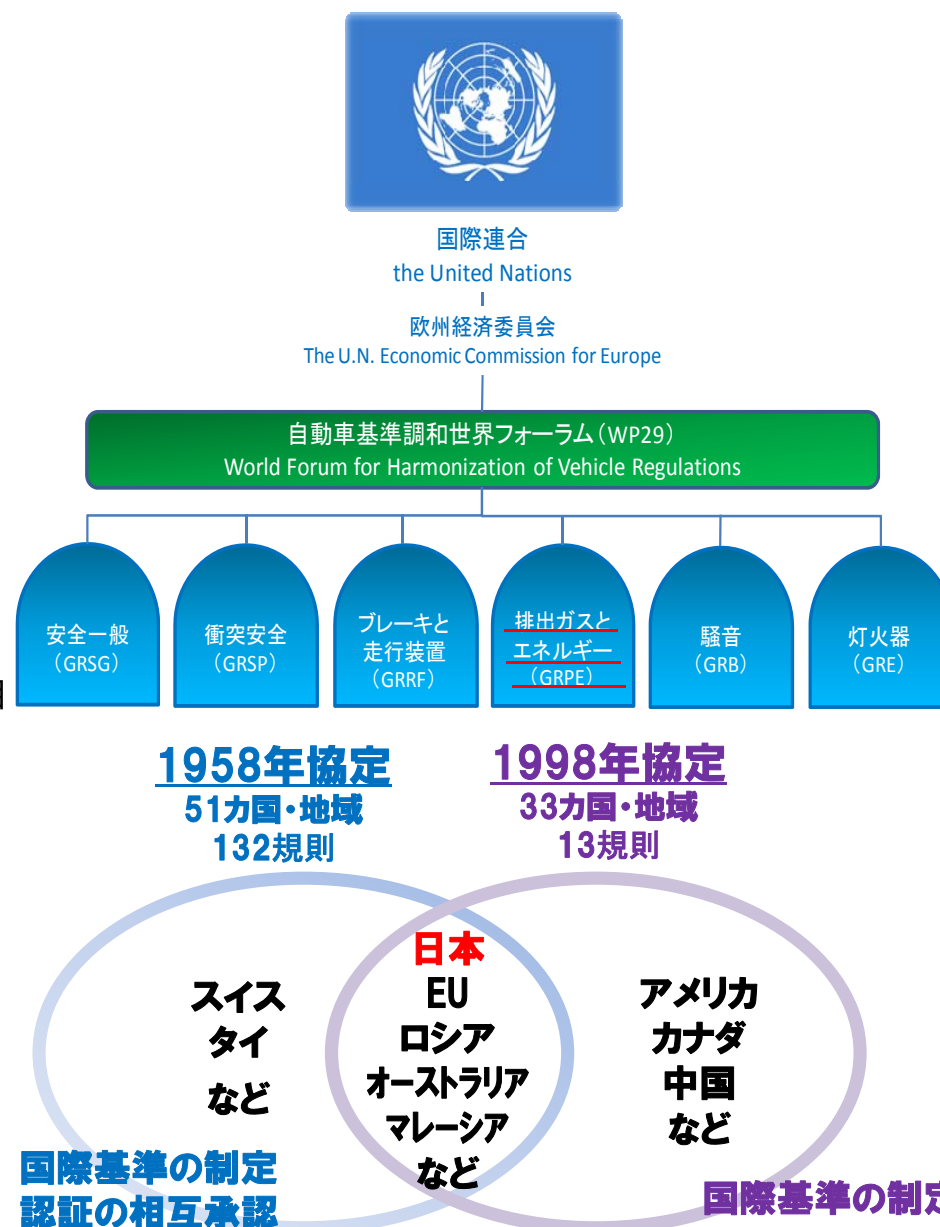 国際連合
the United Nations
欧州経済委員会
The U.N. Economic Commission for Europe
自動車基準調和世界フォーラム(WP29)
World Forum for Harmonization of Vehicle Regulations
安全一般
(GRSG)
衝突安全
(GRSP)
ブレーキと
走行装置
(GRRF)
排出ガスと
エネルギー
(GRPE)
騒音
(GRB)
灯火器
(GRE)
1958年協定
51カ国・地域
132規則
1998年協定
33カ国・地域
13規則
スイス
タイ
など
日本
EU
ロシア
オーストラリア
マレーシア
など
アメリカ
カナダ
中国
など
国際基準の制定
認証の相互承認
国際基準の制定